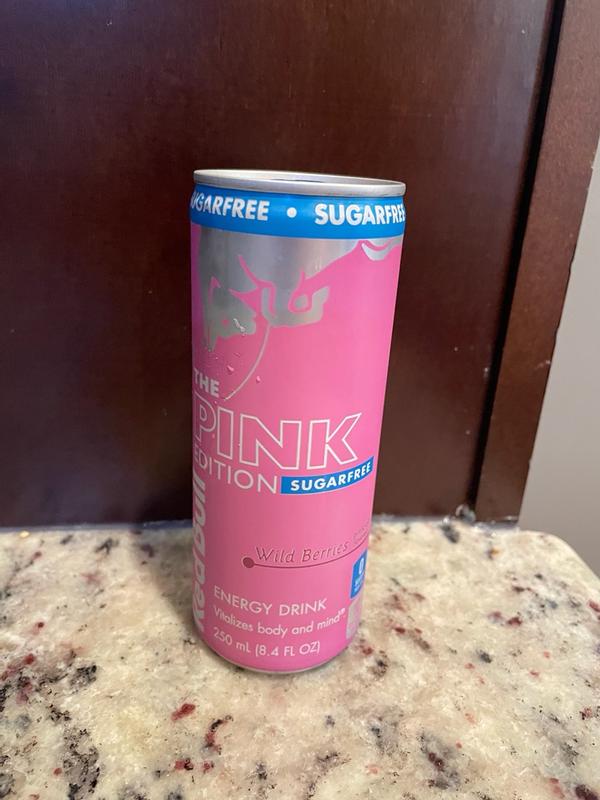 SUGARFREE • SUGARFREE
THE
PINK
EDITION SUGARFREE
Red Bull
Wild Berries
0
ENERGY DRINK
Vitalizes body and mind®.
250 mL (8.4 FL OZ)